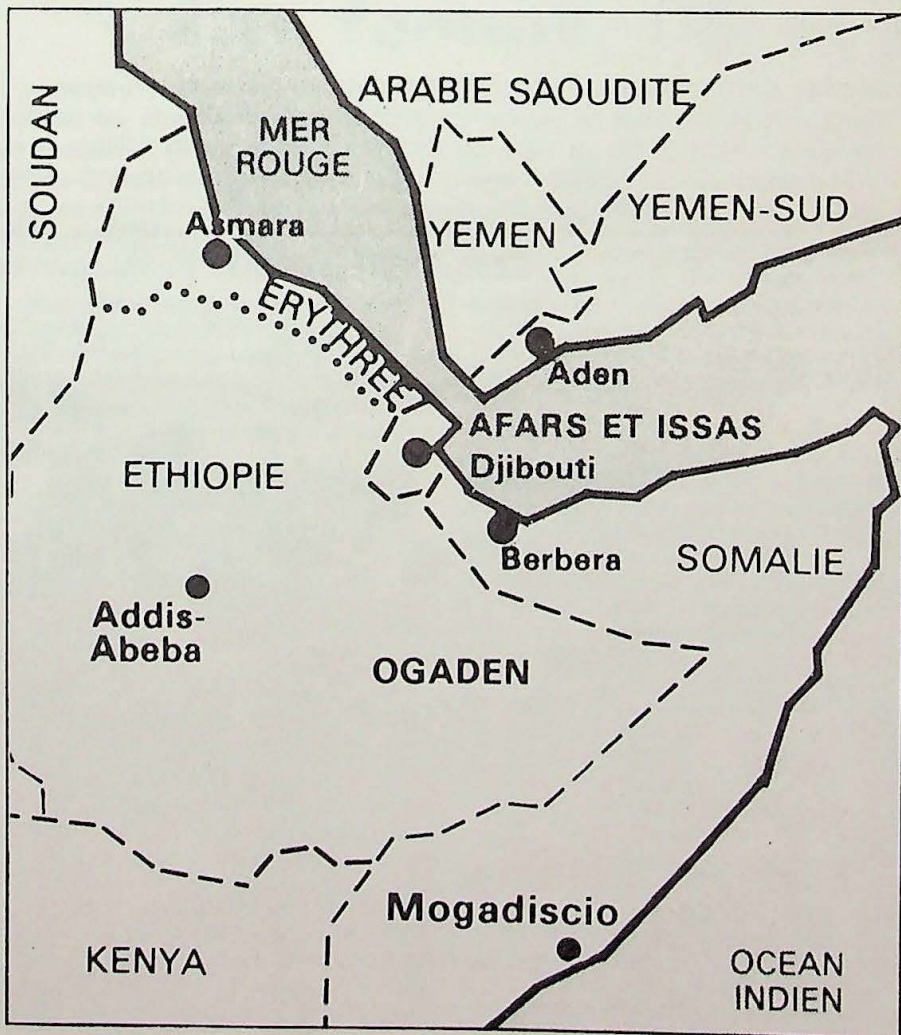 SOUDAN
MER
ROUGE
ARABIE SAOUDITE
YEMEN
YEMEN-SUD
Asmara
ERYTHREE
Aden
AFARS ET ISSAS
Djibouti
ETHIOPIE
Berbera
SOMALIE
Addis-
Abeba
OGADEN
Mogadiscio
KENYA
OCEAN
INDIEN